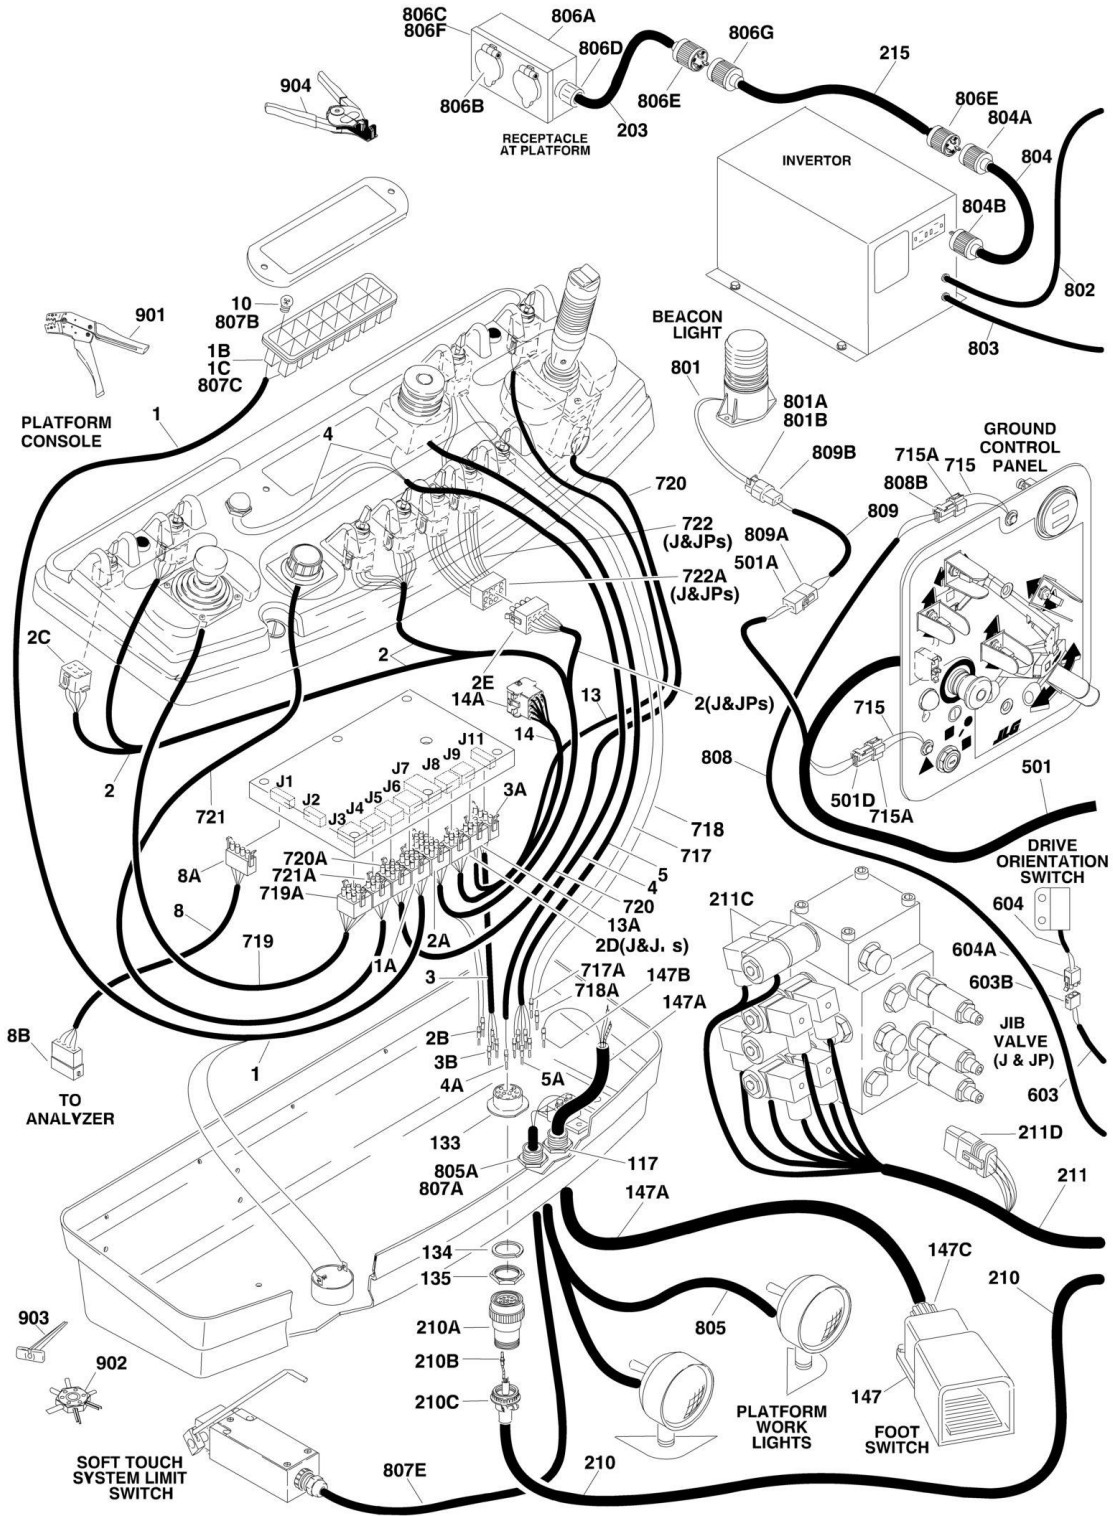 806C
806F
806A
806D
806G
215
806B
806E
203
RECEPTACLE
AT PLATFORM
904
806E
804A
804
INVERTOR
804B
802
803
10
807B
901
1B
1C
807C
PLATFORM
CONSOLE
1
4
BEACON
LIGHT
801
801A
801B
809B
GROUND
CONTROL
PANEL
715A
715
808B
720
722
(J&JPs)
809A
501A
809
722A
(J&JPs)
2C
2
2E
14A
13
2(J&JPs)
14
715
808
JLG
501D
715A
501
2
721
J1
J2
J3
J4
J5
J6
J7
J8
J9
J11
3A
718
717
8A
720A
721A
719A
5
4
720
13A
2D(J&J. s)
DRIVE
ORIENTATION
SWITCH
604
211C
8
719
1A
2A
3
717A
718A
147B
147A
604A
603B
8B
2B
3B
4A
5A
JIB
VALVE
(J & JP)
603
1
TO
ANALYZER
133
805A
807A
117
147A
211D
211
134
135
147C
210
903
210A
805
902
210B
210C
147
PLATFORM
WORK
LIGHTS
FOOT
SWITCH
SOFT TOUCH
SYSTEM LIMIT
SWITCH
807E
210